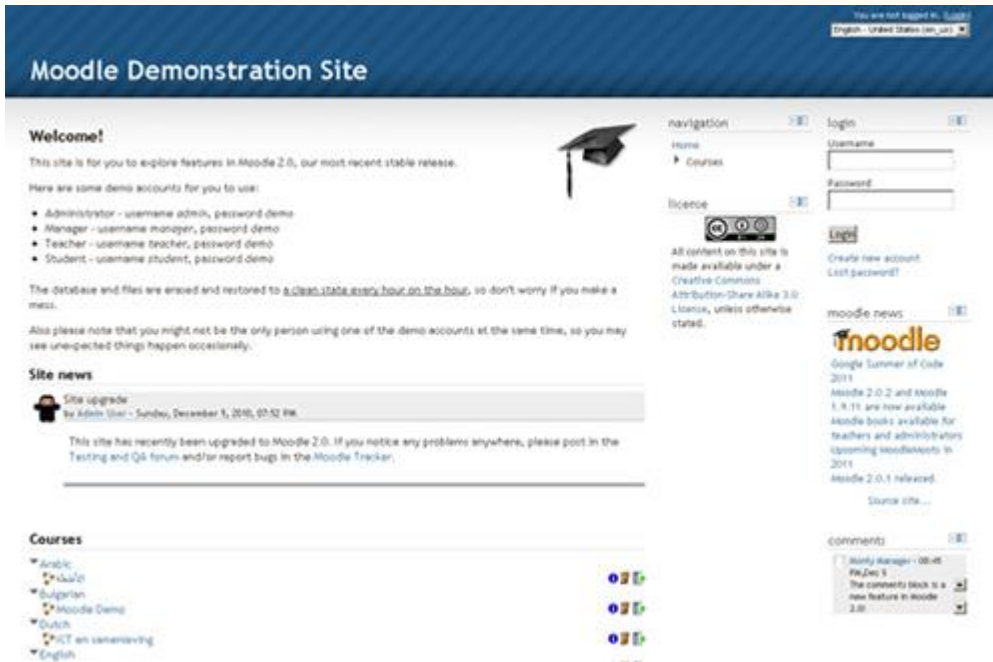 You are not logged in. (Login)
English - United States (en_us)
Moodle Demonstration Site
Welcome!
This site is for you to explore features in Moodle 2.0, our most recent stable release.
Here are some demo accounts for you to use:
Administrator - username admin, password demo
Manager - username manager, password demo
Teacher - username teacher, password demo
Student - username student, password demo
The database and files are erased and restored to a clean state every hour on the hour, so don't worry if you make a
mess.
Also please note that you might not be the only person using one of the demo accounts at the same time, so you may
see unexpected things happen occasionally.
Site news
Site upgrade
by Admin User - Sunday, December 5, 2010, 07:52 PM
This site has recently been upgraded to Moodle 2.0. If you notice any problems anywhere, please post in the
Testing and QA forum and/or report bugs in the Moodle Tracker.
Courses
Arabic
Bulgarian
Moodle Demo
Dutch
ICT en samenleving
English
navigation
Home
Courses
license
cc
All content on this site is
made available under a
Creative Commons
Attribution-Share Alike 3.0
License, unless otherwise
stated.
login
Username
Password
Login
Create new account
Lost password?
moodle news
moodle
Google Summer of Code
2011
Moodle 2.0.2 and Moodle
1.9.11 are now available
Moodle books available for
teachers and administrators
Upcoming MoodleMoots in
2011
Moodle 2.0.1 released.
Source site...
comments
Monty Manager - 08:45
PM, Dec 5
The comments block is a
new feature in Moodle
2.0!